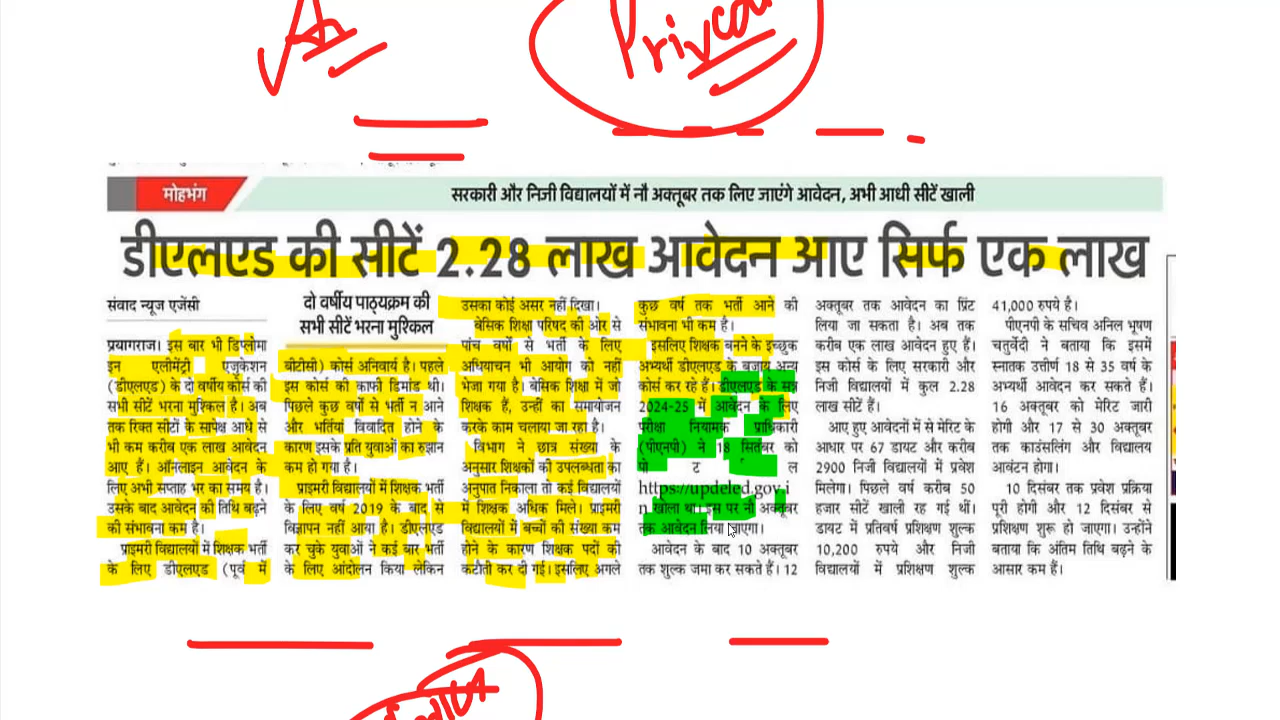 मोहभंग
सरकारी और निजी विद्यालयों में नौ अक्तूबर तक लिए जाएंगे आवेदन, अभी आधी सीटें खाली
डीएलएड की सीटें 2.28 लाख आवेदन आए सिर्फ एक लाख
संवाद न्यूज एजेंसी
प्रयागराज। इस बार भी डिप्लोमा
इन एलीमेंट्री एजुकेशन
(डीएलएड) के दो वर्षीय कोर्स की
सभी सीटें भरना मुश्किल है। अब
तक रिक्त सीटों के सापेक्ष आधे से
भी कम करीब एक लाख आवेदन
आए हैं। ऑनलाइन आवेदन के
लिए अभी सप्ताह भर का समय है।
उसके बाद आवेदन की तिथि बढ़ने
की संभावना कम है।
प्राइमरी विद्यालयों में शिक्षक भर्ती
के लिए डीएलएड (पूर्व में
दो वर्षीय पाठ्यक्रम की
सभी सीटें भरना मुश्किल
बीटीसी) कोर्स अनिवार्य है। पहले
इस कोर्स की काफी डिमांड थी।
पिछले कुछ वर्षों से भर्ती न आने
और भर्तियां विवादित होने के
कारण इसके प्रति युवाओं का रुझान
कम हो गया है।
प्राइमरी विद्यालयों में शिक्षक भर्ती
के लिए वर्ष 2019 के बाद से
विज्ञापन नहीं आया है। डीएलएड
कर चुके युवाओं ने कई बार भर्ती
के लिए आंदोलन किया लेकिन
उसका कोई असर नहीं दिखा।
बेसिक शिक्षा परिषद की ओर से
पांच वर्षों से भर्ती के लिए
अधियाचन भी आयोग को नहीं
भेजा गया है। बेसिक शिक्षा में जो
शिक्षक हैं, उन्हीं का समायोजन
करके काम चलाया जा रहा है।
विभाग ने छात्र संख्या के
अनुसार शिक्षकों की उपलब्धता का
अनुपात निकाला तो कई विद्यालयों
में शिक्षक अधिक मिले। प्राइमरी
विद्यालयों में बच्चों की संख्या कम
होने के कारण शिक्षक पदों की
कटौती कर दी गई। इसलिए अगले
कुछ वर्ष तक भर्ती आने की
संभावना भी कम है।
इसलिए शिक्षक बनने के इच्छुक
अभ्यर्थी डीएलएड के बजाय अन्य
कोर्स कर रहे हैं। डीएलएड के सत्र
2024-25 में आवेदन के लिए
परीक्षा नियामक प्राधिकारी
(पीएनपी) ने 18 सितंबर को
पो र्ट ल
https://updeled.gov.i
n खोला था। इस पर नौ अक्तूबर
तक आवेदन लिया जाएगा।
आवेदन के बाद 10 अक्तूबर
तक शुल्क जमा कर सकते हैं। 12
अक्तूबर तक आवेदन का प्रिंट
लिया जा सकता है। अब तक
करीब एक लाख आवेदन हुए हैं।
इस कोर्स के लिए सरकारी और
निजी विद्यालयों में कुल 2.28
लाख सीटें हैं।
आए हुए आवेदनों में से मेरिट के
आधार पर 67 डायट और करीब
2900 निजी विद्यालयों में प्रवेश
मिलेगा। पिछले वर्ष करीब 50
हजार सीटें खाली रह गई थीं।
डायट में प्रतिवर्ष प्रशिक्षण शुल्क
10,200 रुपये और निजी
विद्यालयों में प्रशिक्षण शुल्क
41,000 रुपये है।
पीएनपी के सचिव अनिल भूषण
चतुर्वेदी ने बताया कि इसमें
स्नातक उत्तीर्ण 18 से 35 वर्ष के
अभ्यर्थी आवेदन कर सकते हैं।
16 अक्तूबर को मेरिट जारी
होगी और 17 से 30 अक्तूबर
तक काउंसलिंग और विद्यालय
आवंटन होगा।
10 दिसंबर तक प्रवेश प्रक्रिया
पूरी होगी और 12 दिसंबर से
प्रशिक्षण शुरू हो जाएगा। उन्होंने
बताया कि अंतिम तिथि बढ़ने के
आसार कम हैं।